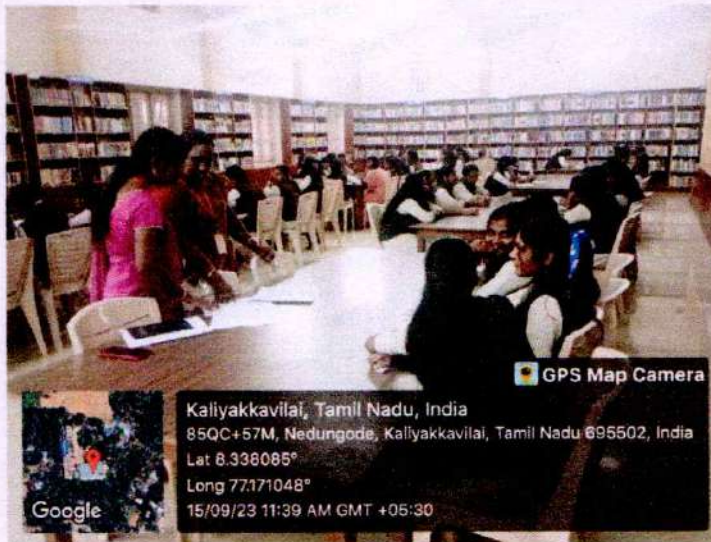 GPS Map Camera
Kaliyakkavilai, Tamil Nadu, India
85QC+57M, Nedungode, Kaliyakkavilai, Tamil Nadu 695502, India
Lat 8.338085°
Long 77.171048°
15/09/23 11:39 AM GMT +05:30
Google